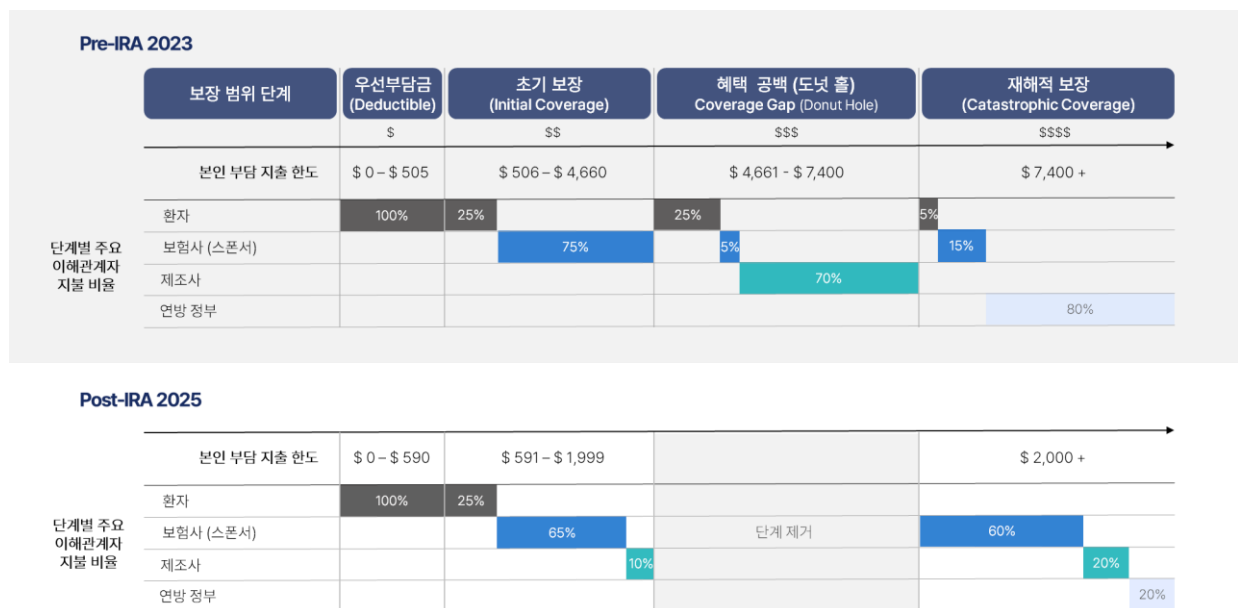 Pre-IRA 2023
보장 범위 단계
우선부담금
(Deductible)
초기 보장
(Initial Coverage)
혜택 공백 (도넛 홀)
Coverage Gap (Donut Hole)
재해적 보장
(Catastrophic Coverage)
$
$$
$$$
$$$$
본인 부담 지출 한도
$ 0 – $ 505
$ 506 – $ 4,660
$ 4,661 - $ 7,400
$ 7,400 +
단계별 주요
이해관계자
지불 비율
환자
100%
25%
25%
5%
보험사 (스폰서)
75%
5%
15%
제조사
70%
연방 정부
80%
Post-IRA 2025
본인 부담 지출 한도
$ 0 – $ 590
$ 591 – $ 1,999
$ 2,000 +
단계별 주요
이해관계자
지불 비율
환자
100%
25%
보험사 (스폰서)
65%
단계 제거
60%
제조사
10%
20%
연방 정부
20%